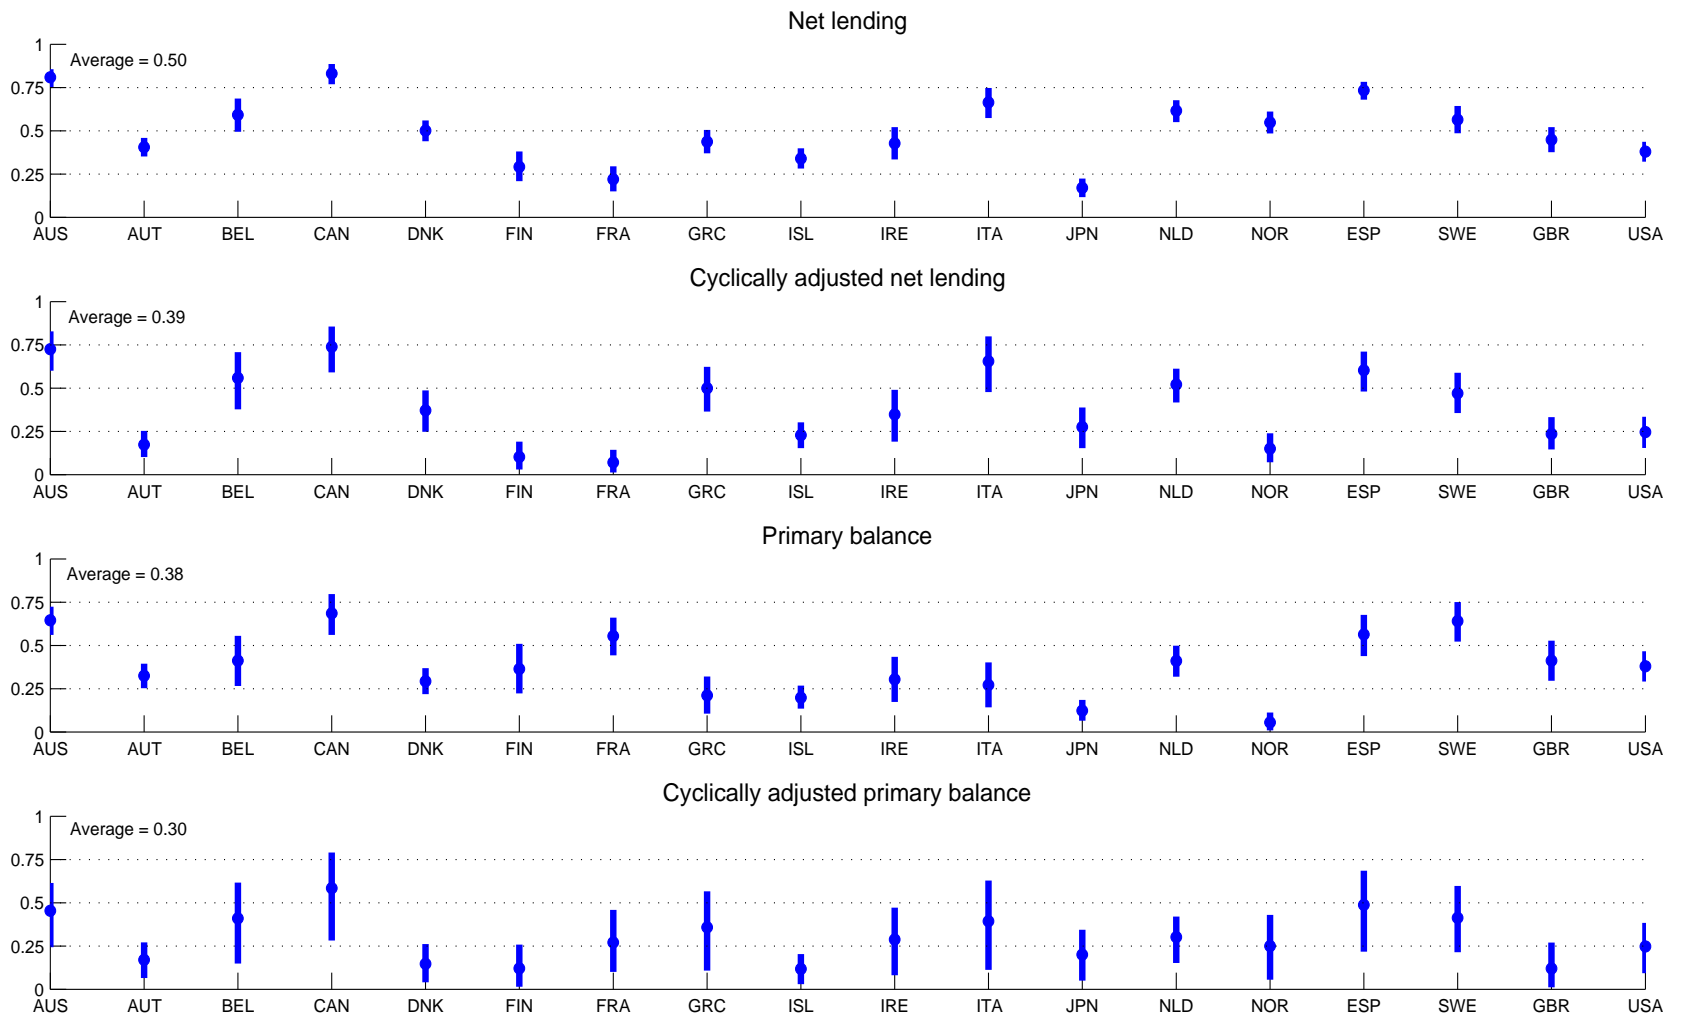 Net lending
1
Average = 0.50
0.75
0.5
0.25
0
AUS AUT BEL CAN DNK FIN FRA GRC ISL IRE ITA JPN NLD NOR ESP SWE GBR USA
Cyclically adjusted net lending
1
Average = 0.39
0.75
0.5
0.25
0
AUS AUT BEL CAN DNK FIN FRA GRC ISL IRE ITA JPN NLD NOR ESP SWE GBR USA
Primary balance
1
Average = 0.38
0.75
0.5
0.25
0
AUS AUT BEL CAN DNK FIN FRA GRC ISL IRE ITA JPN NLD NOR ESP SWE GBR USA
Cyclically adjusted primary balance
1
Average = 0.30
0.75
0.5
0.25
0
AUS AUT BEL CAN DNK FIN FRA GRC ISL IRE ITA JPN NLD NOR ESP SWE GBR USA